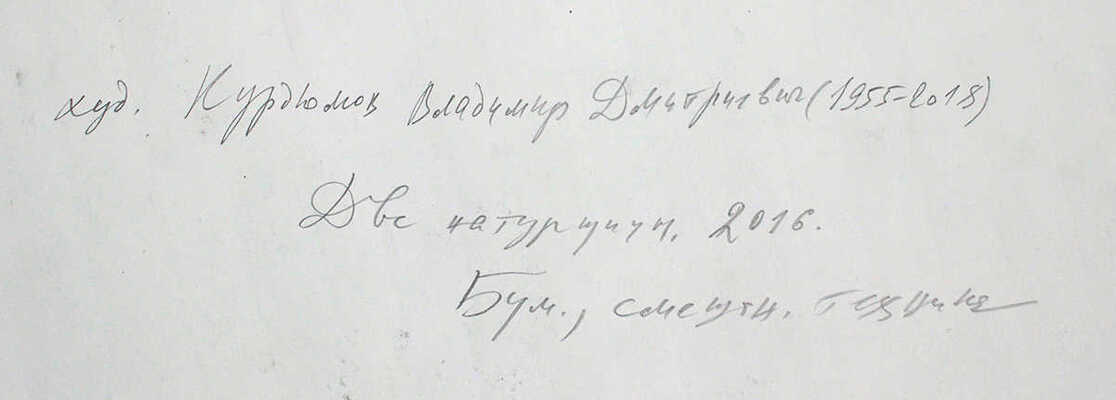 худ. Курдюмов Владимир Дмитриевич (1955-2018)
Две натурщицы, 2016.
Бум., смешан. техника